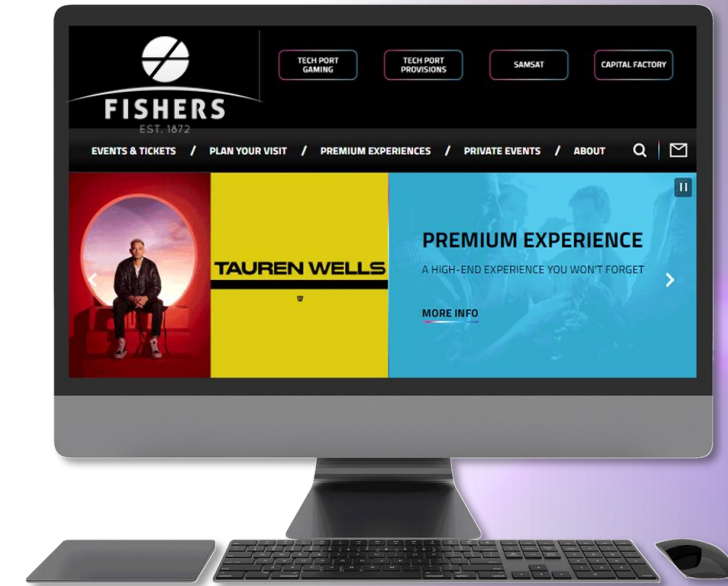 FISHERS
EST. 1872
TECH PORT
GAMING
TECH PORT
PROVISIONS
SAMSAT
CAPITAL FACTORY
EVENTS & TICKETS / PLAN YOUR VISIT / PREMIUM EXPERIENCES / PRIVATE EVENTS / ABOUT
TAUREN WELLS
PREMIUM EXPERIENCE
A HIGH-END EXPERIENCE YOU WON'T FORGET
MORE INFO